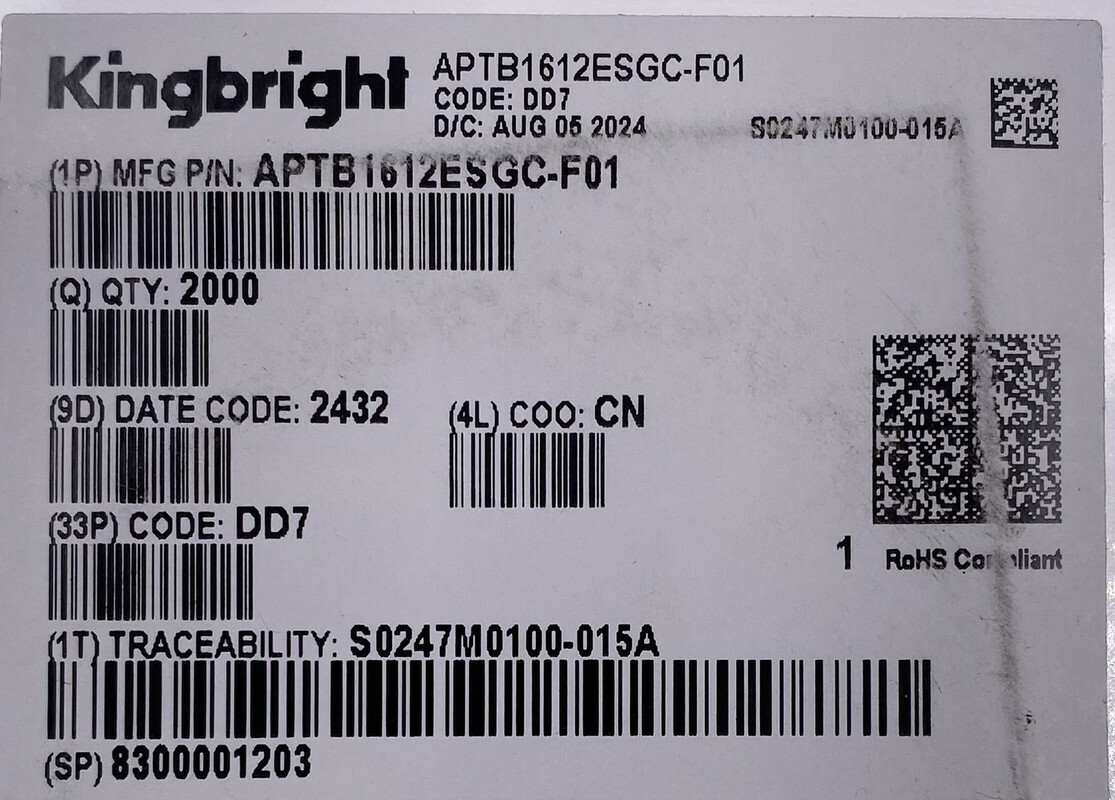 Kingbright
APTB1612ESGC-F01
CODE: DD7
D/C: AUG 05 2024
S0247M0100-015A
(1P) MFG P/N: APTB1612ESGC-F01
(Q) QTY: 2000
(9D) DATE CODE: 2432
(4L) COO: CN
(33P) CODE: DD7
1 RoHS Compliant
(1T) TRACEABILITY: S0247M0100-015A
(SP) 8300001203